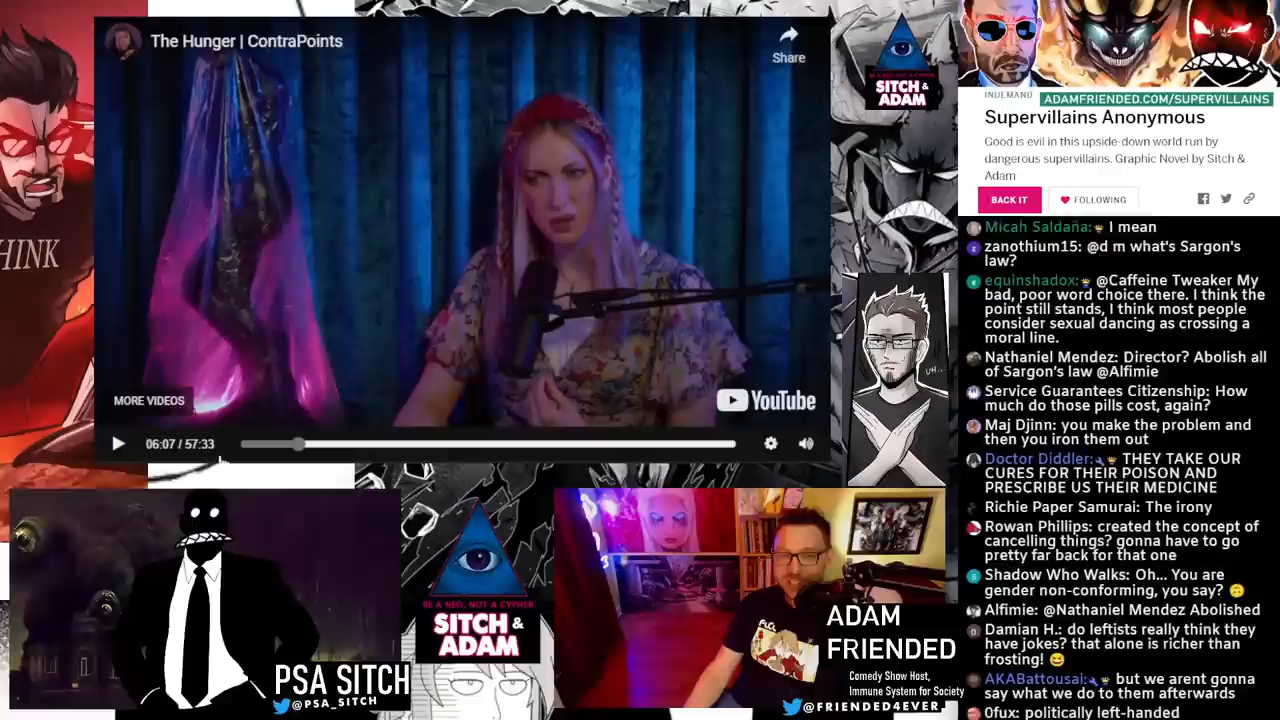 The Hunger | ContraPoints
Share
MORE VIDEOS
YouTube
06:07 / 57:33
HINK
SITCH &
ADAM
UH...
INDEMAND
ADAMFRIENDED.COM/SUPERVILLAINS
Supervillains Anonymous
Good is evil in this upside-down world run by
dangerous supervillains. Graphic Novel by Sitch &
Adam
BACK IT
FOLLOWING
Micah Saldaña: I mean
zanothium15: @d m what's Sargon's
law?
equinshadox: @Caffeine Tweaker My
bad, poor word choice there. I think the
point still stands, I think most people
consider sexual dancing as crossing a
moral line.
Nathaniel Mendez: Director? Abolish all
of Sargon's law @Alfimie
Service Guarantees Citizenship: How
much do those pills cost, again?
Maj Djinn: you make the problem and
then you iron them out
Doctor Diddler: THEY TAKE OUR
CURES FOR THEIR POISON AND
PRESCRIBE US THEIR MEDICINE
Richie Paper Samurai: The irony
Rowan Phillips: created the concept of
cancelling things? gonna have to go
pretty far back for that one
Shadow Who Walks: Oh... You are
gender non-conforming, you say? 🙃
Alfimie: @Nathaniel Mendez Abolished
Damian H.: do leftists really think they
have jokes? that alone is richer than
frosting! 😆
AKABattousai: but we arent gonna
say what we do to them afterwards
0fux: politically left-handed
PSA SITCH
@PSA_SITCH
BE A NEO, NOT A CYPHER
SITCH &
ADAM
ADAM
FRIENDED
Comedy Show Host,
Immune System for Society
@FRIENDED4EVER